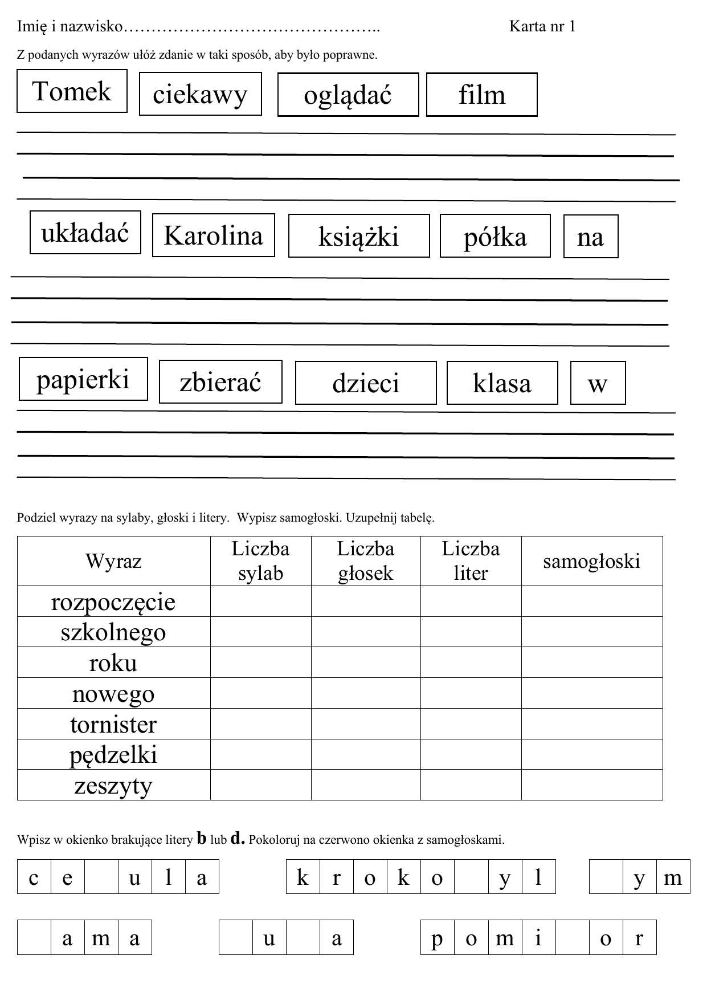 Imię i nazwisko……………………………………….. Karta nr 1
Z podanych wyrazów ułóż zdanie w taki sposób, aby było poprawne.
Tomek ciekawy oglądać film
układać Karolina książki półka na
papierki zbierać dzieci klasa w
Podziel wyrazy na sylaby, głoski i litery. Wypisz samogłoski. Uzupełnij tabelę.
Wyraz Liczba sylab Liczba głosek Liczba liter samogłoski
rozpoczęcie
szkolnego
roku
nowego
tornister
pędzelki
zeszyty
Wpisz w okienko brakujące litery b lub d. Pokoloruj na czerwono okienka z samogłoskami.
c e u l a k r o k o y l y m
a m a u a p o m i o r